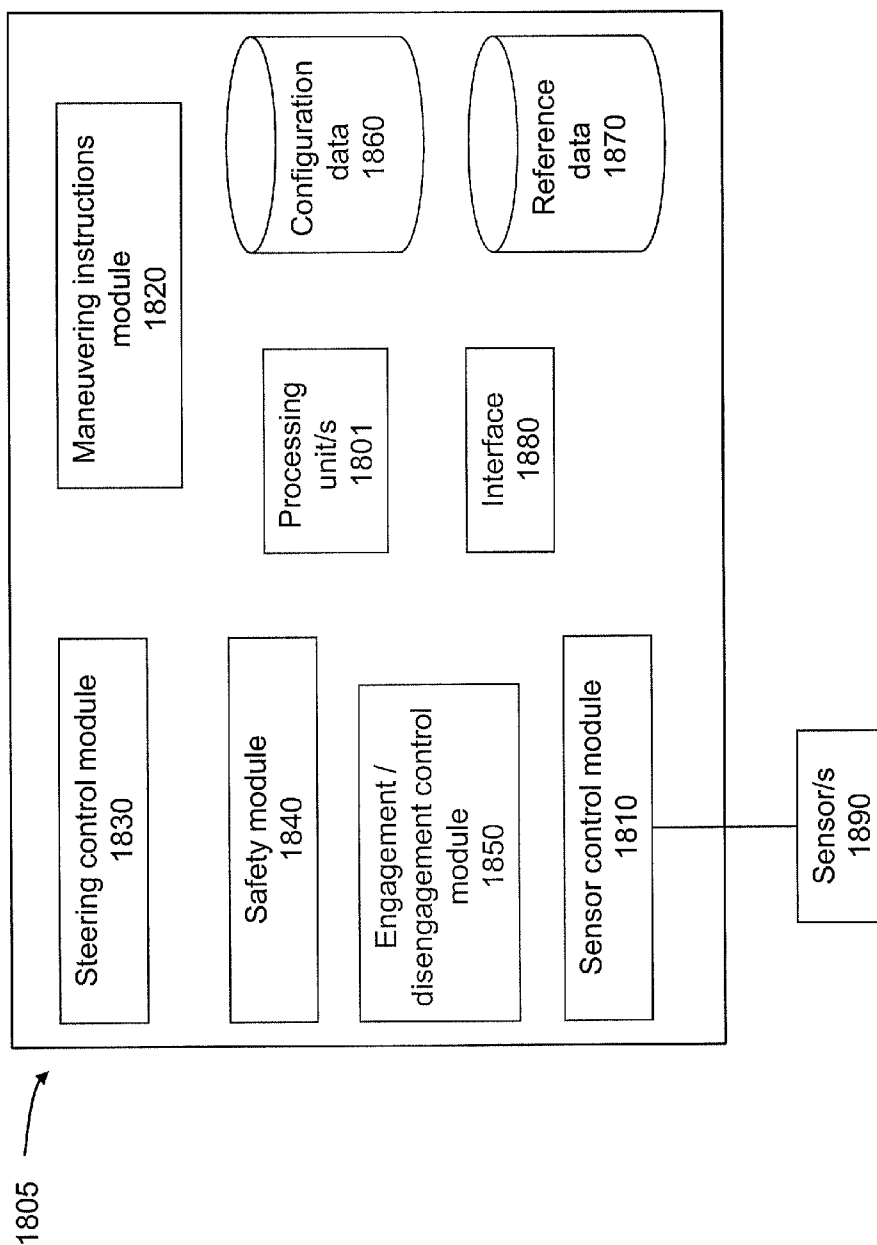 1805
Steering control module
1830
Maneuvering instructions
module
1820
Safety module
1840
Processing
unit/s
1801
Configuration
data
1860
Engagement /
disengagement control
module
1850
Sensor control module
1810
Interface
1880
Reference
data
1870
Sensor/s
1890